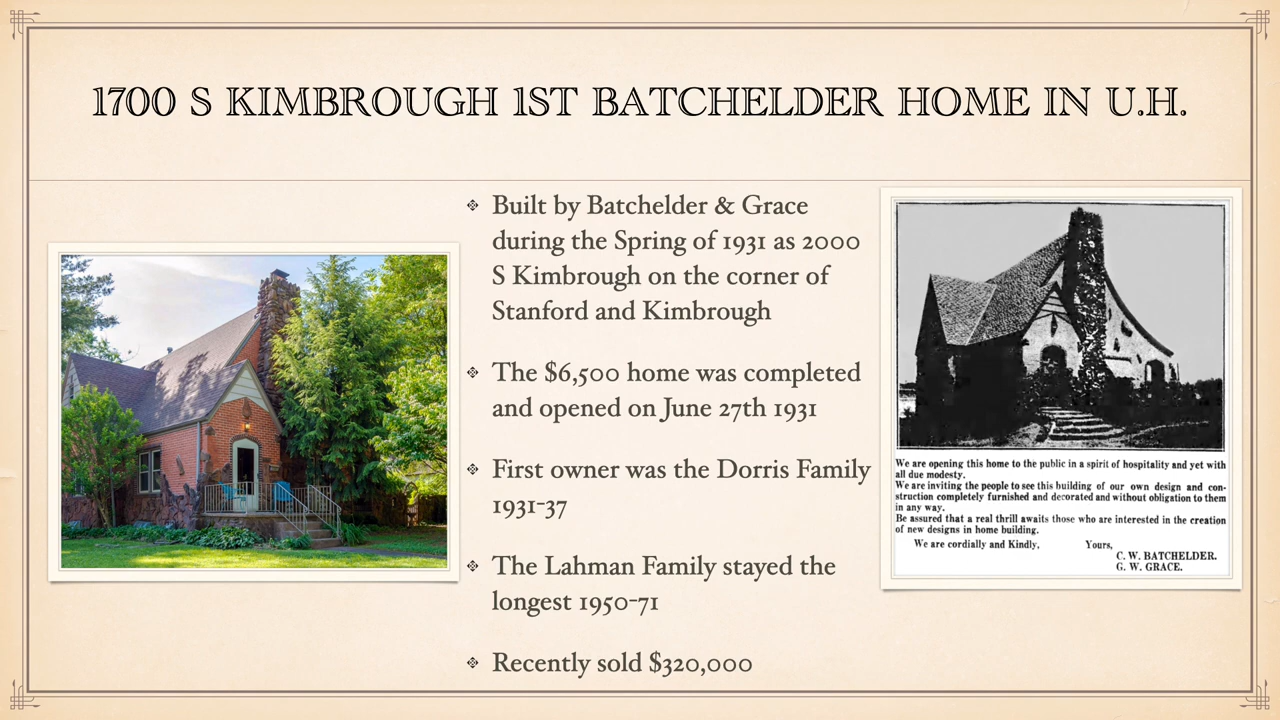 1700 S KIMBROUGH 1ST BATCHELDER HOME IN U.H.
Built by Batchelder & Grace
during the Spring of 1931 as 2000
S Kimbrough on the corner of
Stanford and Kimbrough
The $6,500 home was completed
and opened on June 27th 1931
First owner was the Dorris Family
1931-37
The Lahman Family stayed the
longest 1950-71
Recently sold $320,000
We are opening this home to the public in a spirit of hospitality and yet with
all due modesty.
We are inviting the people to see this building of our own design and con-
struction completely furnished and decorated and without obligation to them
in any way.
Be assured that a real thrill awaits those who are interested in the creation
of new designs in home building.
We are cordially and Kindly,
Yours,
C. W. BATCHELDER.
G. W. GRACE.